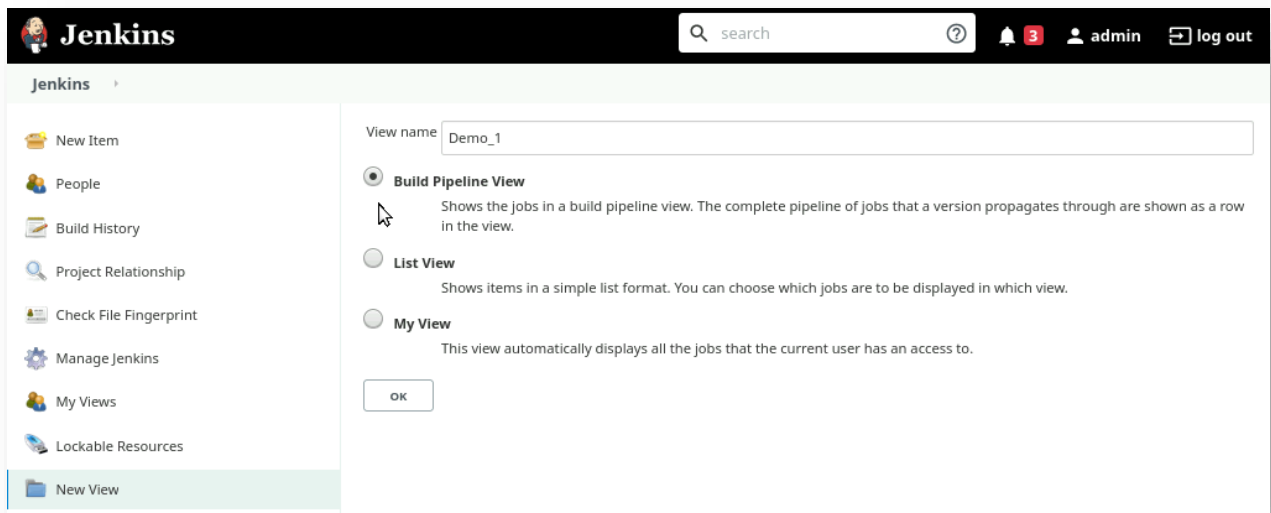 Jenkins
search
3
admin
log out
Jenkins
New Item
People
Build History
Project Relationship
Check File Fingerprint
Manage Jenkins
My Views
Lockable Resources
New View
View name
Demo_1
Build Pipeline View
Shows the jobs in a build pipeline view. The complete pipeline of jobs that a version propagates through are shown as a row
in the view.
List View
Shows items in a simple list format. You can choose which jobs are to be displayed in which view.
My View
This view automatically displays all the jobs that the current user has an access to.
OK